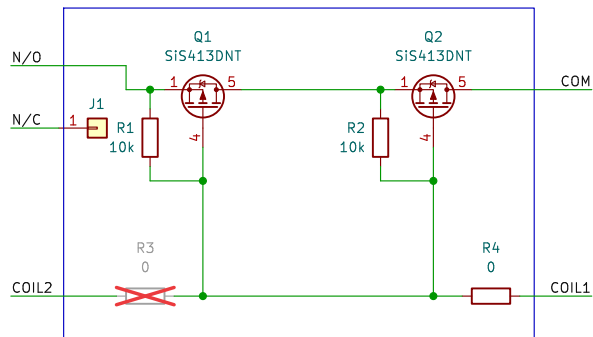 Q1
SiS413DNT
Q2
SiS413DNT
N/O
1
5
1
5
COM
J1
N/C
1
R1
10k
4
R2
10k
4
R3
0
R4
0
COIL2
COIL1